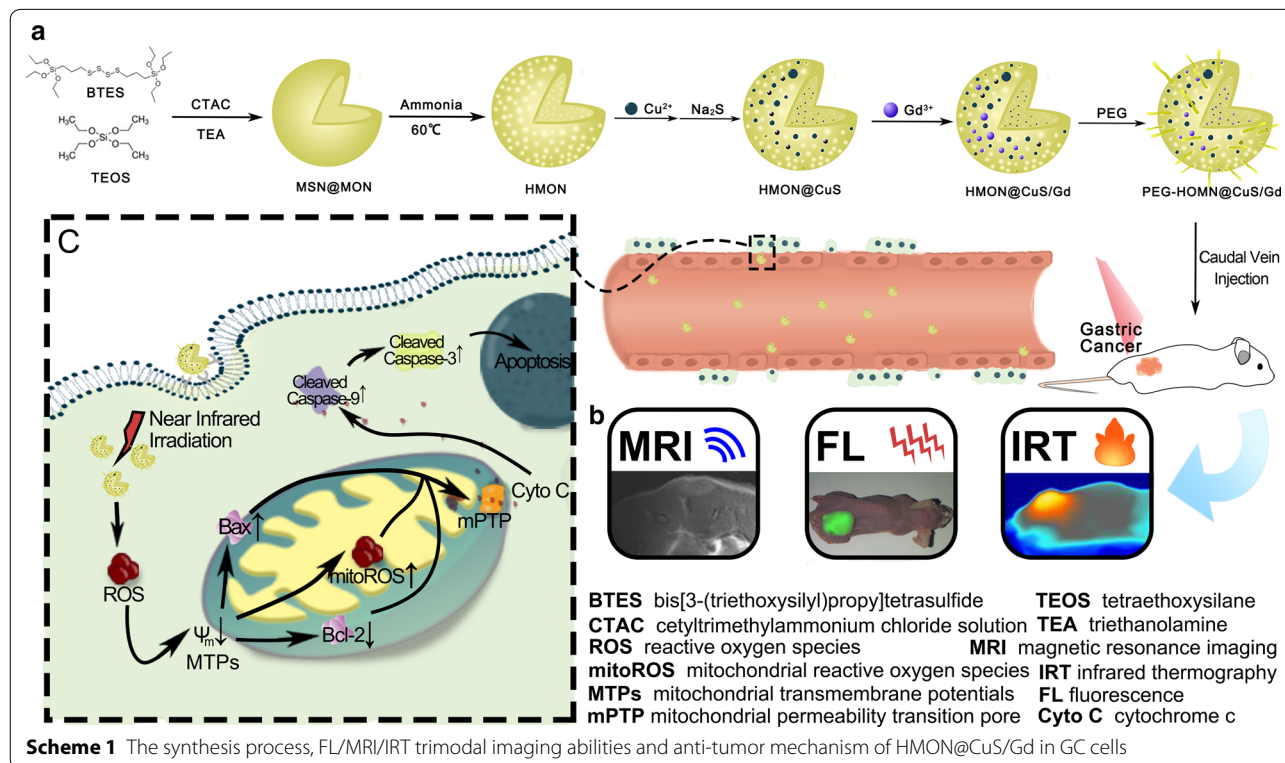 a
BTES
H₃C
CH₃
Si
H₃C
CH₃
TEOS
CTAC
TEA
MSN@MON
Ammonia
60℃
HMON
Cu²⁺
Na₂S
HMON@CuS
Gd³⁺
HMON@CuS/Gd
PEG
PEG-HOMN@CuS/Gd
Caudal Vein
Injection
Gastric
Cancer
C
Near Infrared
Irradiation
ROS
Ψm↓
MTPs
Bax↑
mitoROS↑
Bcl-2↓
mPTP
Cyto C
Cleaved
Caspase-9↑
Cleaved
Caspase-3↑
Apoptosis
b
MRI
FL
IRT
BTES bis[3-(triethoxysilyl)propy]tetrasulfide
TEOS tetraethoxysilane
CTAC cetyltrimethylammonium chloride solution
TEA triethanolamine
ROS reactive oxygen species
MRI magnetic resonance imaging
mitoROS mitochondrial reactive oxygen species
IRT infrared thermography
MTPs mitochondrial transmembrane potentials
FL fluorescence
mPTP mitochondrial permeability transition pore
Cyto C cytochrome c
Scheme 1 The synthesis process, FL/MRI/IRT trimodal imaging abilities and anti-tumor mechanism of HMON@CuS/Gd in GC cells